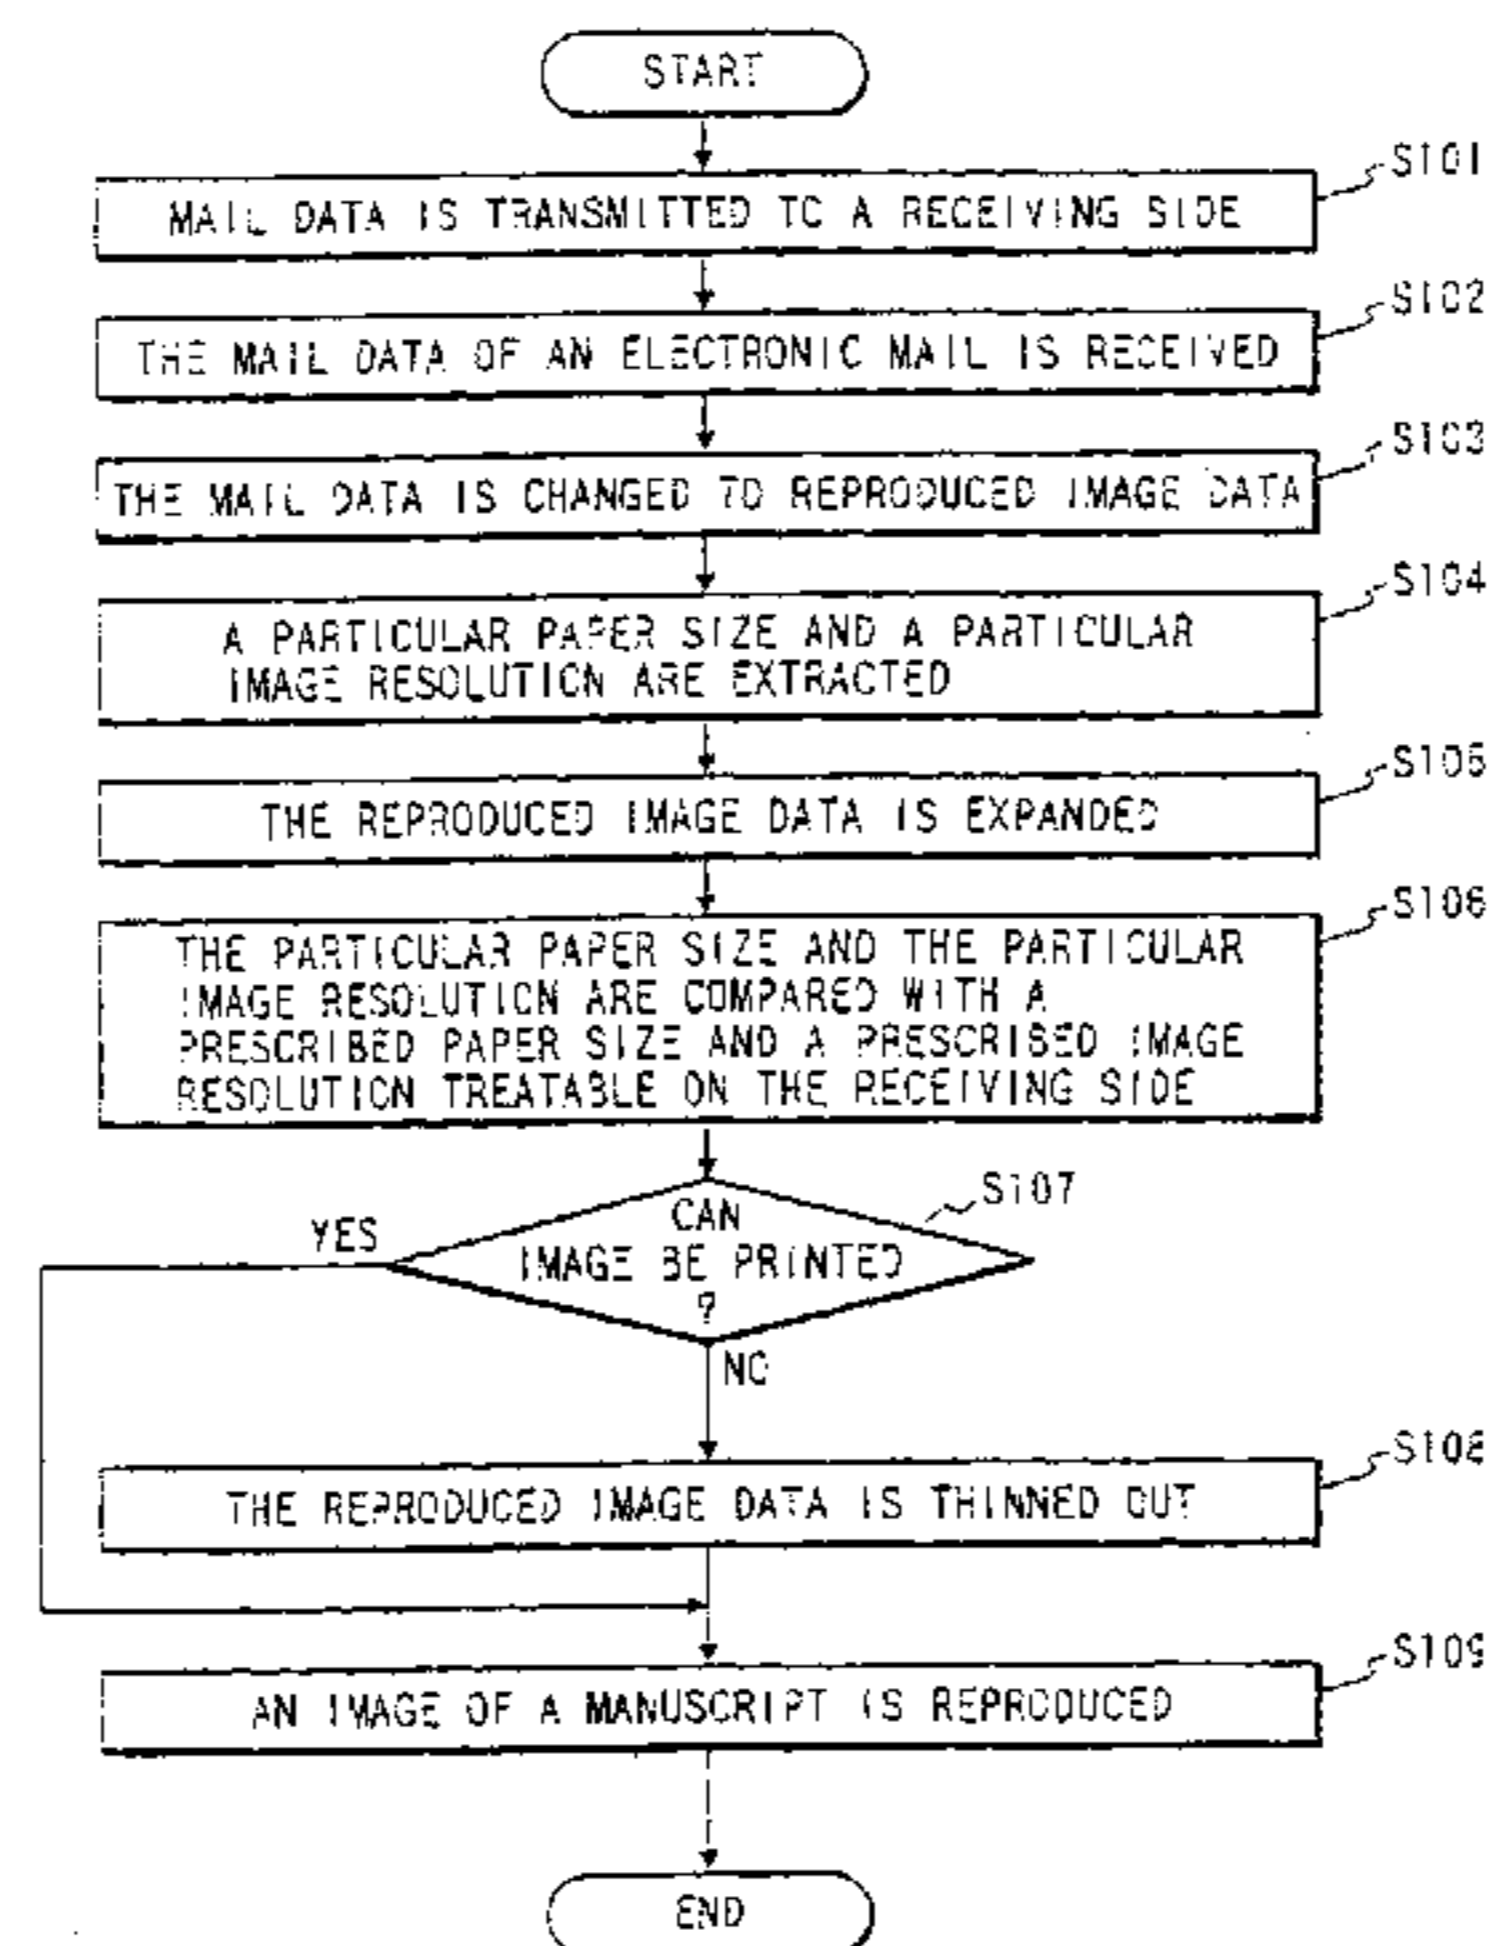 START
S101
MAIL DATA IS TRANSMITTED TO A RECEIVING SIDE
S102
THE MAIL DATA OF AN ELECTRONIC MAIL IS RECEIVED
S103
THE MAIL DATA IS CHANGED TO REPRODUCED IMAGE DATA
S104
A PARTICULAR PAPER SIZE AND A PARTICULAR
IMAGE RESOLUTION ARE EXTRACTED
S105
THE REPRODUCED IMAGE DATA IS EXPANDED
S106
THE PARTICULAR PAPER SIZE AND THE PARTICULAR
IMAGE RESOLUTION ARE COMPARED WITH A
PRESCRIBED PAPER SIZE AND A PRESCRIBED IMAGE
RESOLUTION TREATABLE ON THE RECEIVING SIDE
S107
CAN
IMAGE BE PRINTED
?
YES
NO
S108
THE REPRODUCED IMAGE DATA IS THINNED OUT
S109
AN IMAGE OF A MANUSCRIPT IS REPRODUCED
END